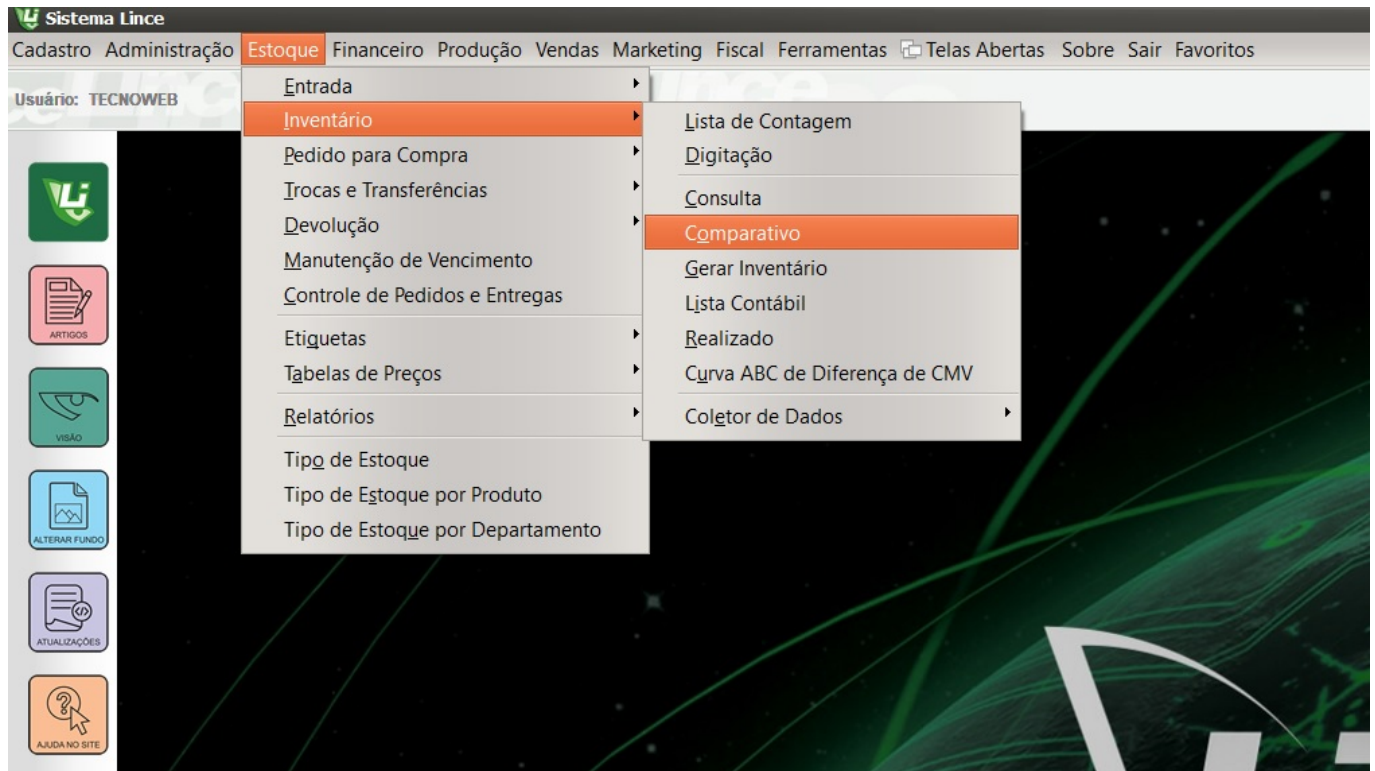 Sistema Lince
Cadastro Administração Estoque Financeiro Produção Vendas Marketing Fiscal Ferramentas Telas Abertas Sobre Sair Favoritos
Usuário: TECNOWEB
Entrada
Inventário
Pedido para Compra
Trocas e Transferências
Devolução
Manutenção de Vencimento
Controle de Pedidos e Entregas
Etiquetas
Tabelas de Preços
Relatórios
Tipo de Estoque
Tipo de Estoque por Produto
Tipo de Estoque por Departamento
Lista de Contagem
Digitação
Consulta
Comparativo
Gerar Inventário
Lista Contábil
Realizado
Curva ABC de Diferença de CMV
Coletor de Dados
ARTIGOS
VISÃO
ALTERAR FUNDO
ATUALIZAÇÕES
AJUDA NO SITE